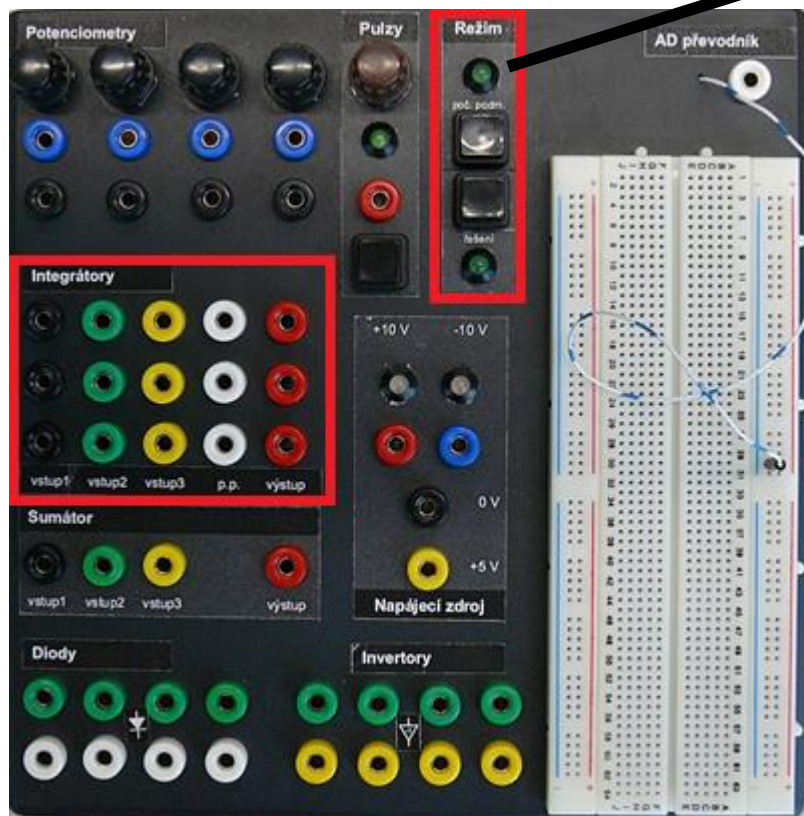 Potenciometry
Pulzy
Režim
AD převodník
poč. podm.
řešení
Integrátory
vstup1 vstup2 vstup3 p.p. výstup
+10 V -10 V
0 V
+5 V
Napájecí zdroj
Sumátor
vstup1 vstup2 vstup3 výstup
Diody
Invertory